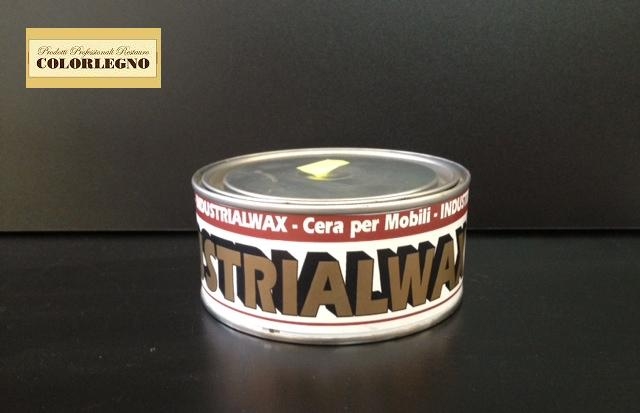 Prodotti Professionali Restauro
COLORLEGNO
INDUSTRIALWAX - Cera per Mobili - INDUST
STRIALWAX